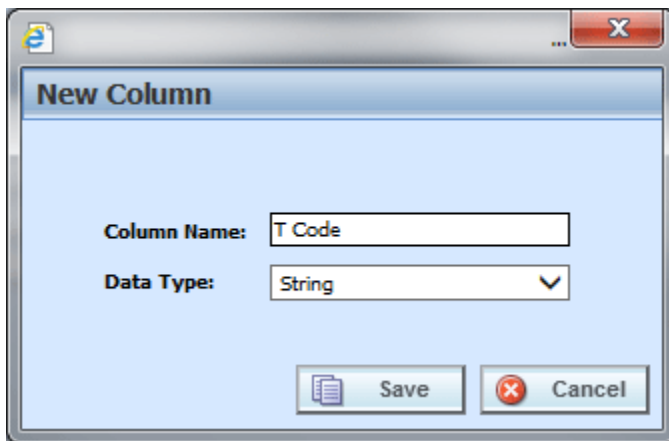 ...
New Column
Column Name: T Code
Data Type: String
Save Cancel